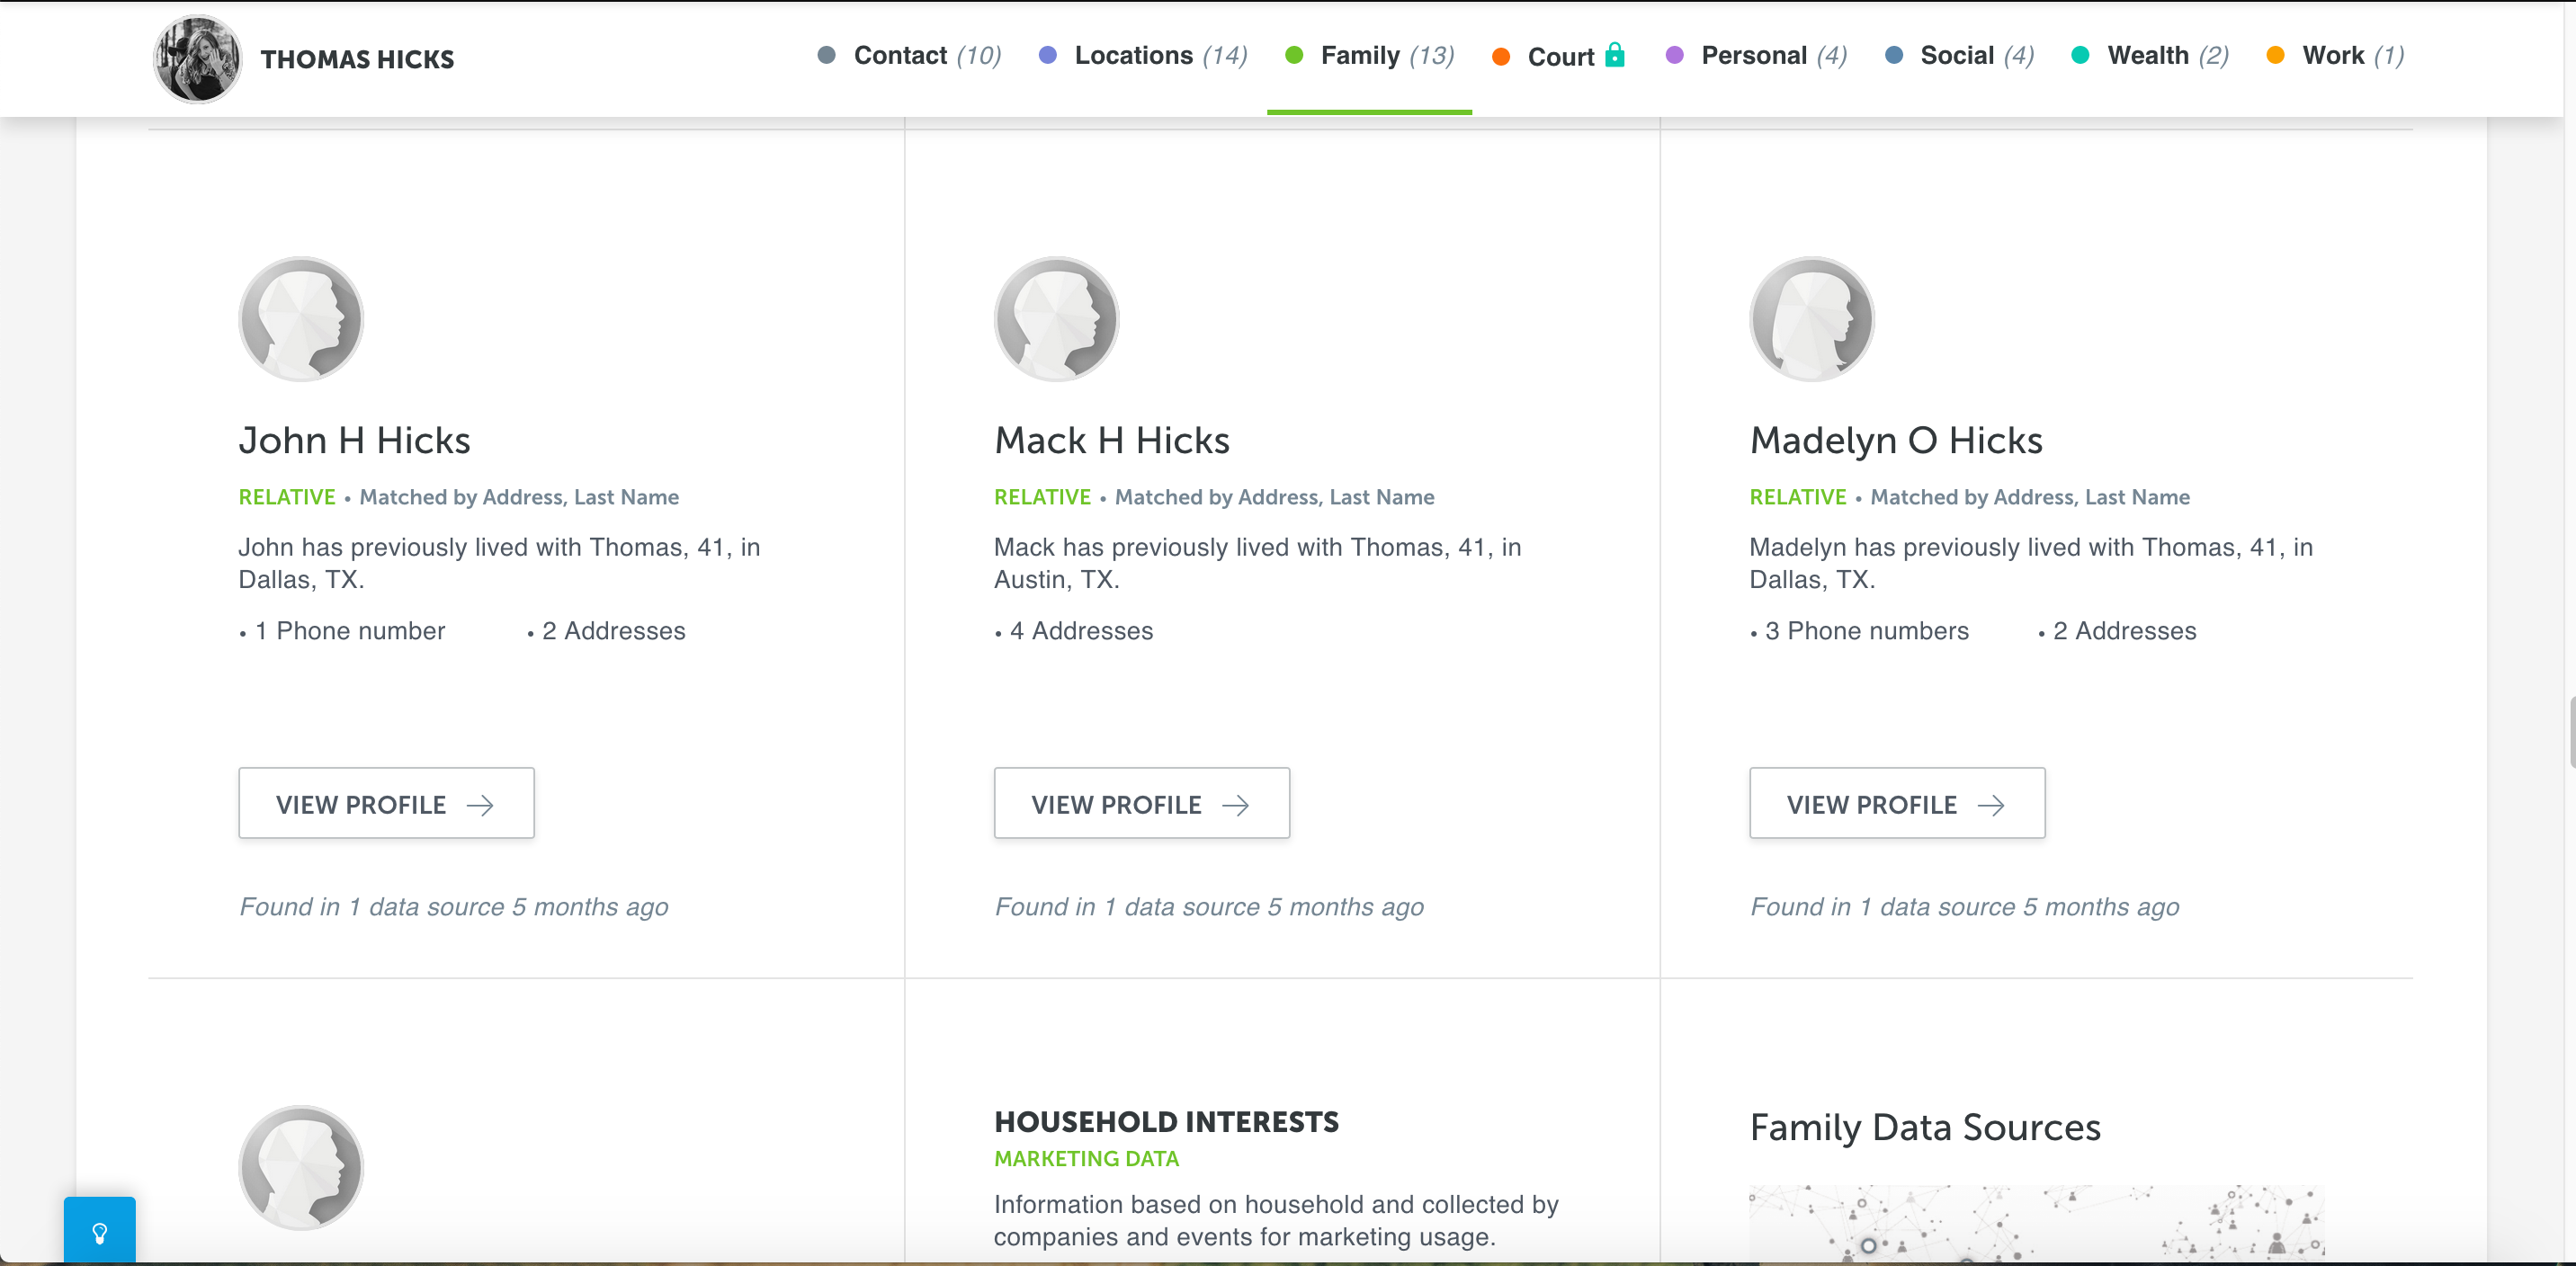 THOMAS HICKS
Contact (10)
Locations (14)
Family (13)
Court
Personal (4)
Social (4)
Wealth (2)
Work (1)
John H Hicks
RELATIVE • Matched by Address, Last Name
John has previously lived with Thomas, 41, in
Dallas, TX.
• 1 Phone number
• 2 Addresses
VIEW PROFILE
Found in 1 data source 5 months ago
Mack H Hicks
RELATIVE • Matched by Address, Last Name
Mack has previously lived with Thomas, 41, in
Austin, TX.
• 4 Addresses
VIEW PROFILE
Found in 1 data source 5 months ago
Madelyn O Hicks
RELATIVE • Matched by Address, Last Name
Madelyn has previously lived with Thomas, 41, in
Dallas, TX.
• 3 Phone numbers
• 2 Addresses
VIEW PROFILE
Found in 1 data source 5 months ago
HOUSEHOLD INTERESTS
MARKETING DATA
Information based on household and collected by
companies and events for marketing usage.
Family Data Sources